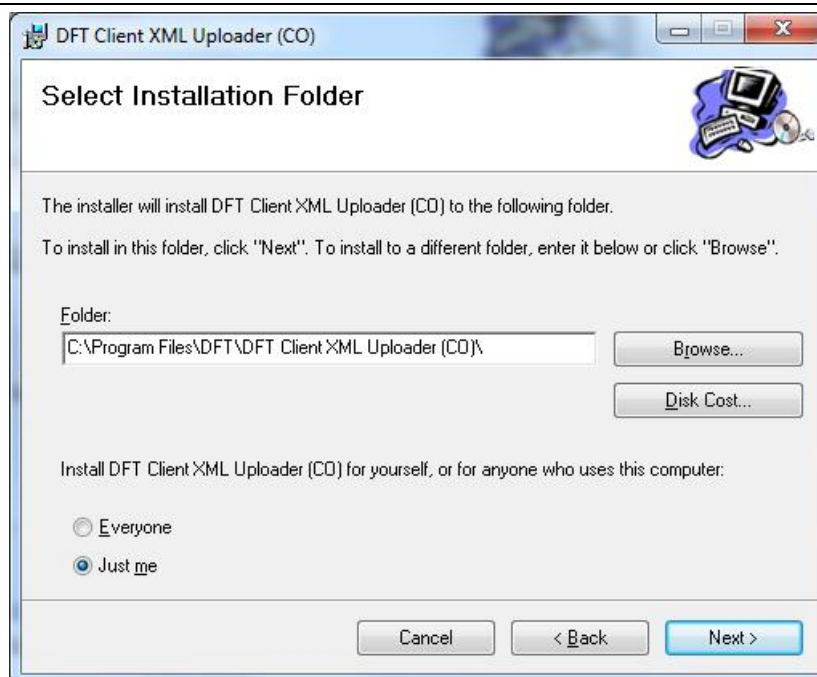 DFT Client XML Uploader (CO)
Select Installation Folder
The installer will install DFT Client XML Uploader (CO) to the following folder.
To install in this folder, click "Next". To install to a different folder, enter it below or click "Browse".
Folder:
C:\Program Files\DFT\DFT Client XML Uploader (CO)\
Browse...
Disk Cost...
Install DFT Client XML Uploader (CO) for yourself, or for anyone who uses this computer:
Everyone
Just me
Cancel
< Back
Next >